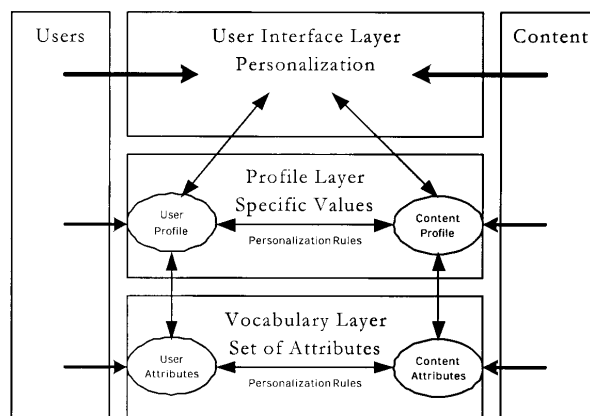 Users
User Interface Layer
Personalization
Content
Profile Layer
Specific Values
User
Profile
Personalization Rules
Content
Profile
Vocabulary Layer
Set of Attributes
User
Attributes
Personalization Rules
Content
Attributes